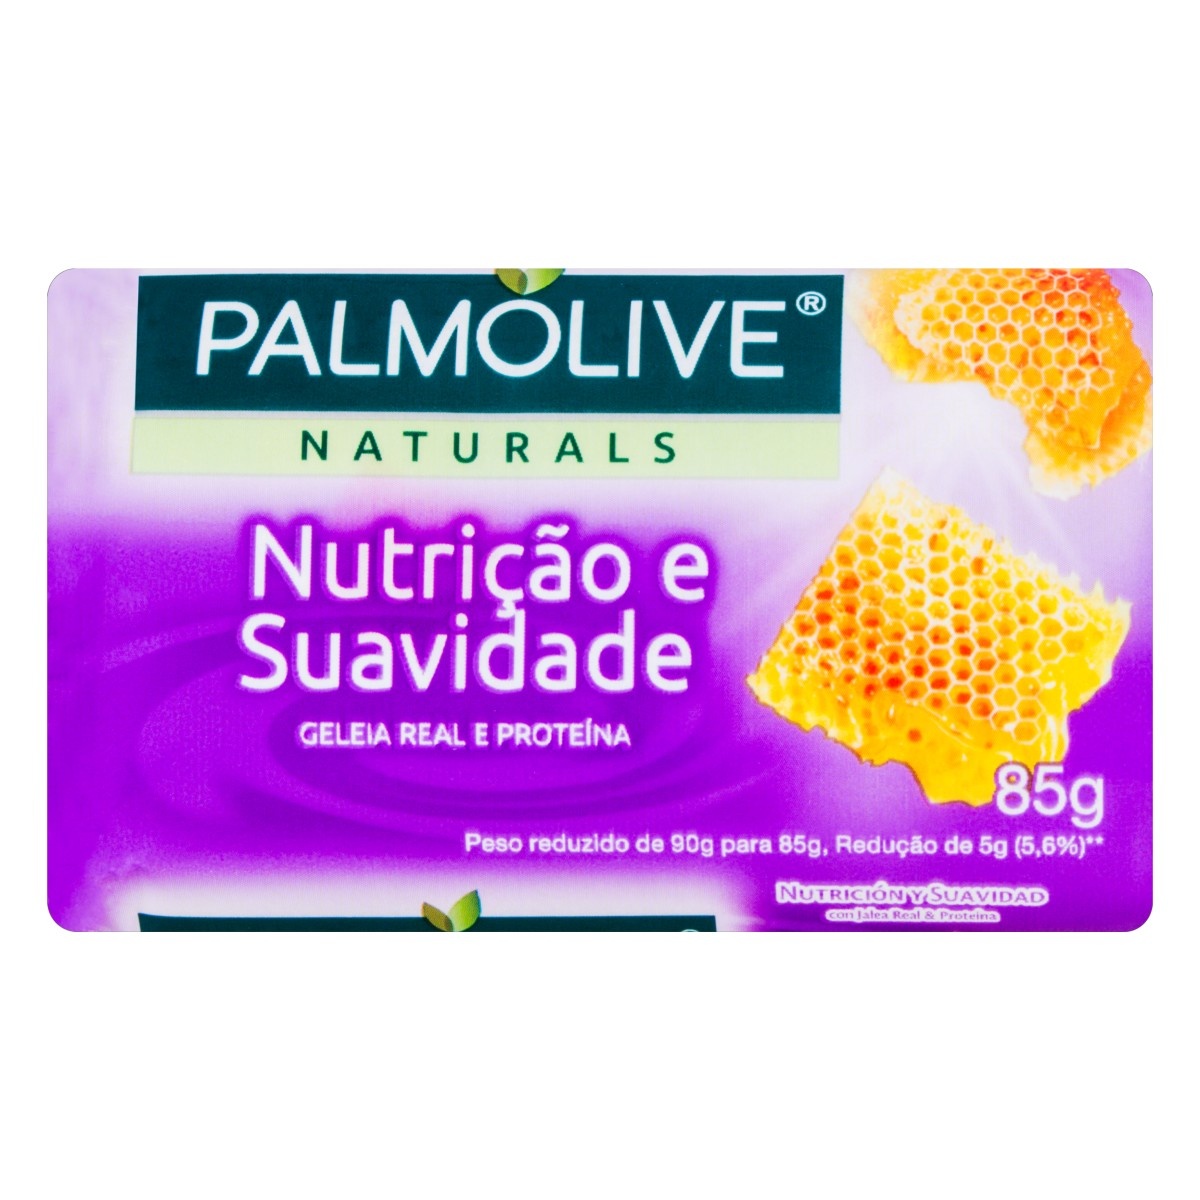 PALMOLIVE®
NATURALS
Nutrição e
Suavidade
GELEIA REAL E PROTEÍNA
85g
Peso reduzido de 90g para 85g, Redução de 5g (5,6%)**
NUTRICIÓN Y SUAVIDAD
con Jalea Real & Proteína